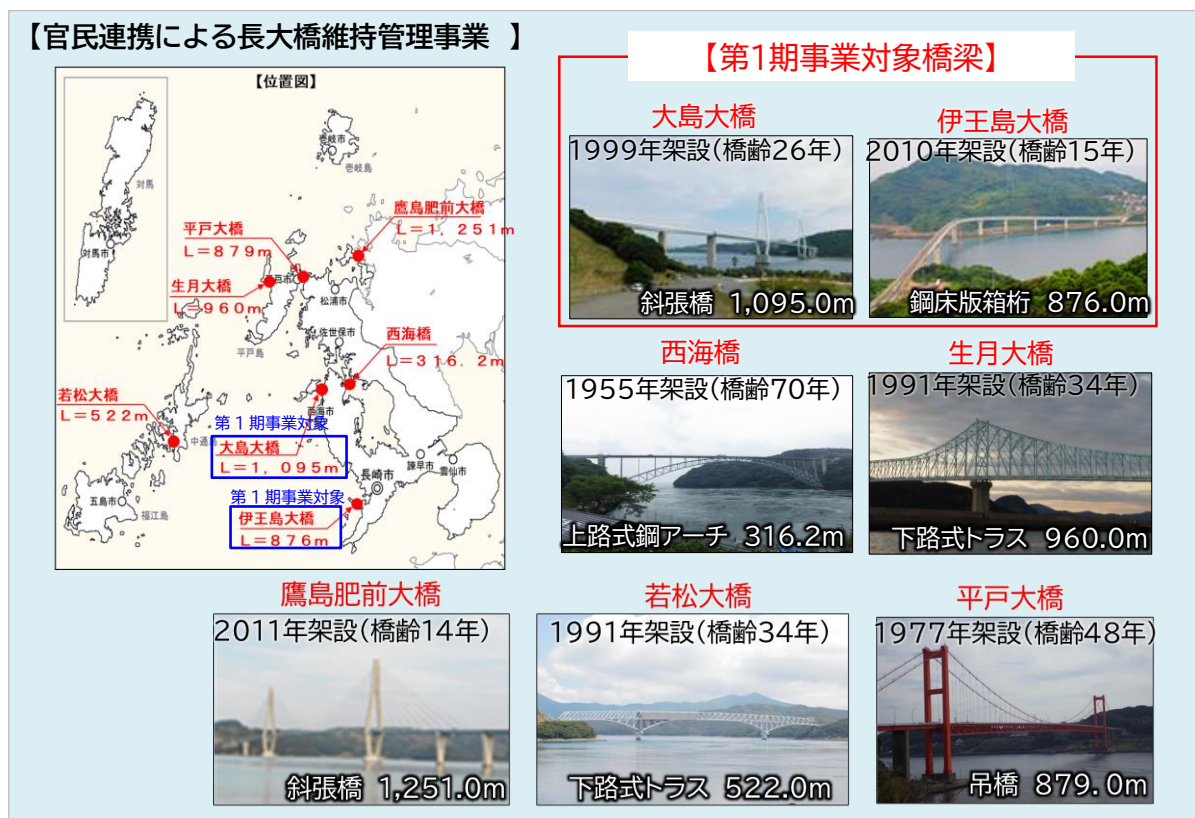 【官民連携による長大橋維持管理事業 】
【位置図】
壱岐市
壱岐島
対馬
対馬市
鷹島肥前大橋
L=1, 251m
平戸大橋
L=879m
生月大橋
L=960m
戸市
松浦市
佐世保市
平戸島
西海橋
L=316. 2m
若松大橋
L=522m
中通
西海市
第1期事業対象
大島大橋
L=1, 095m
諫早市
雲仙市
長崎市
第1期事業対象
伊王島大橋
L=876m
五島市
福江島
【第1期事業対象橋梁】
大島大橋
1999年架設(橋齢26年)
斜張橋 1,095.0m
伊王島大橋
2010年架設(橋齢15年)
鋼床版箱桁 876.0m
西海橋
1955年架設(橋齢70年)
上路式鋼アーチ 316.2m
生月大橋
1991年架設(橋齢34年)
下路式トラス 960.0m
鷹島肥前大橋
2011年架設(橋齢14年)
斜張橋 1,251.0m
若松大橋
1991年架設(橋齢34年)
下路式トラス 522.0m
平戸大橋
1977年架設(橋齢48年)
吊橋 879.0m